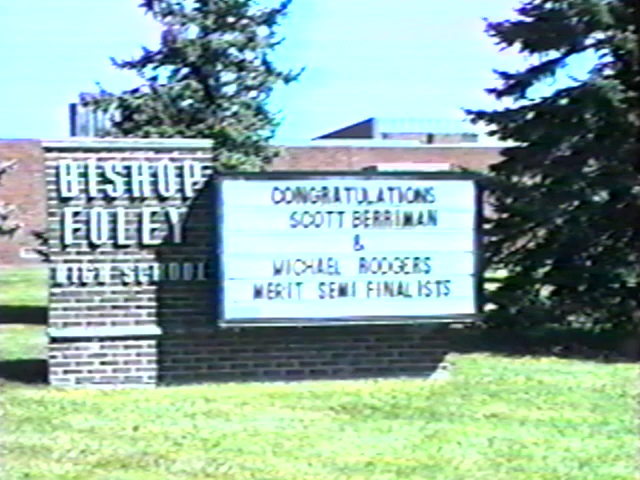 BISHOP
FOLEY
HIGH SCHOOL
CONGRATULATIONS
SCOTT BERRIMAN
&
MICHAEL RODGERS
MERIT SEMI FINALISTS